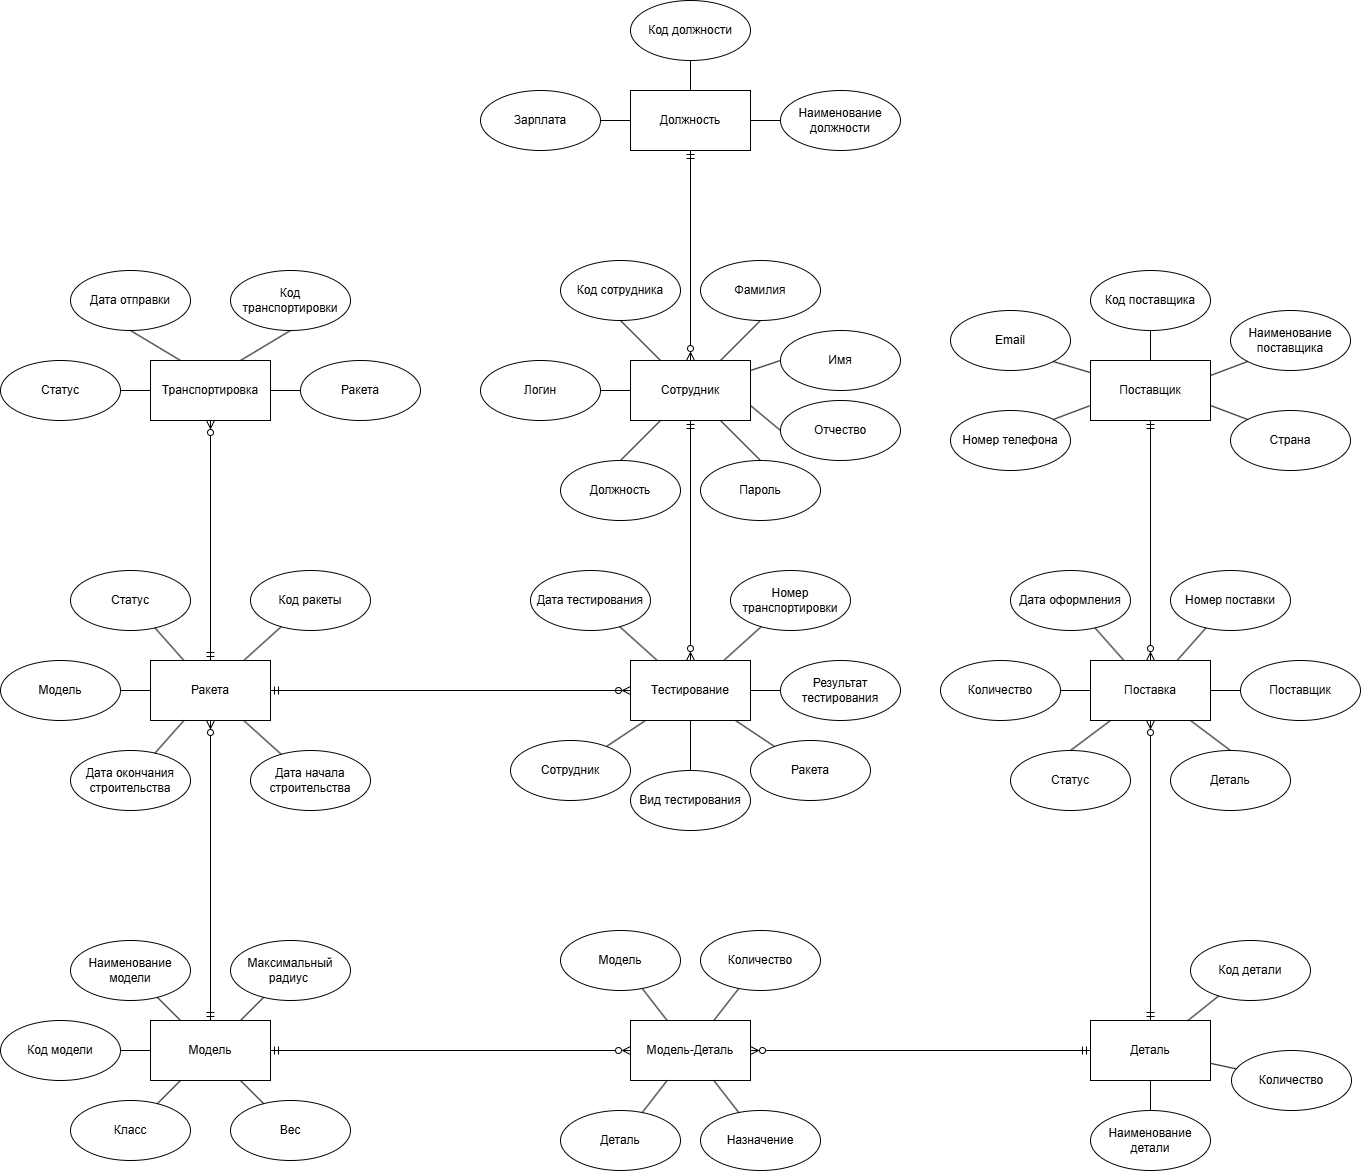 Код должности
Зарплата
Должность
Наименование
должности
Код сотрудника
Фамилия
Дата отправки
Код
транспортировки
Код поставщика
Email
Наименование
поставщика
Имя
Статус
Транспортировка
Ракета
Логин
Сотрудник
Поставщик
Отчество
Номер телефона
Страна
Должность
Пароль
Статус
Код ракеты
Дата тестирования
Номер
транспортировки
Дата оформления
Номер поставки
Модель
Ракета
Тестирование
Результат
тестирования
Количество
Поставка
Поставщик
Дата окончания
строительства
Дата начала
строительства
Сотрудник
Вид тестирования
Ракета
Статус
Деталь
Наименование
модели
Максимальный
радиус
Модель
Количество
Код детали
Код модели
Модель
Модель-Деталь
Деталь
Количество
Класс
Вес
Деталь
Назначение
Наименование
детали